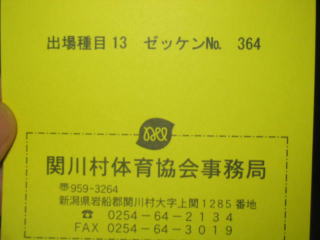 出場種目13 ゼッケン№ 364
関川村体育協会事務局
〠959-3264
新潟県岩船郡関川村大字上関1285番地
☎ 0254-64-2134
FAX 0254-64-3019